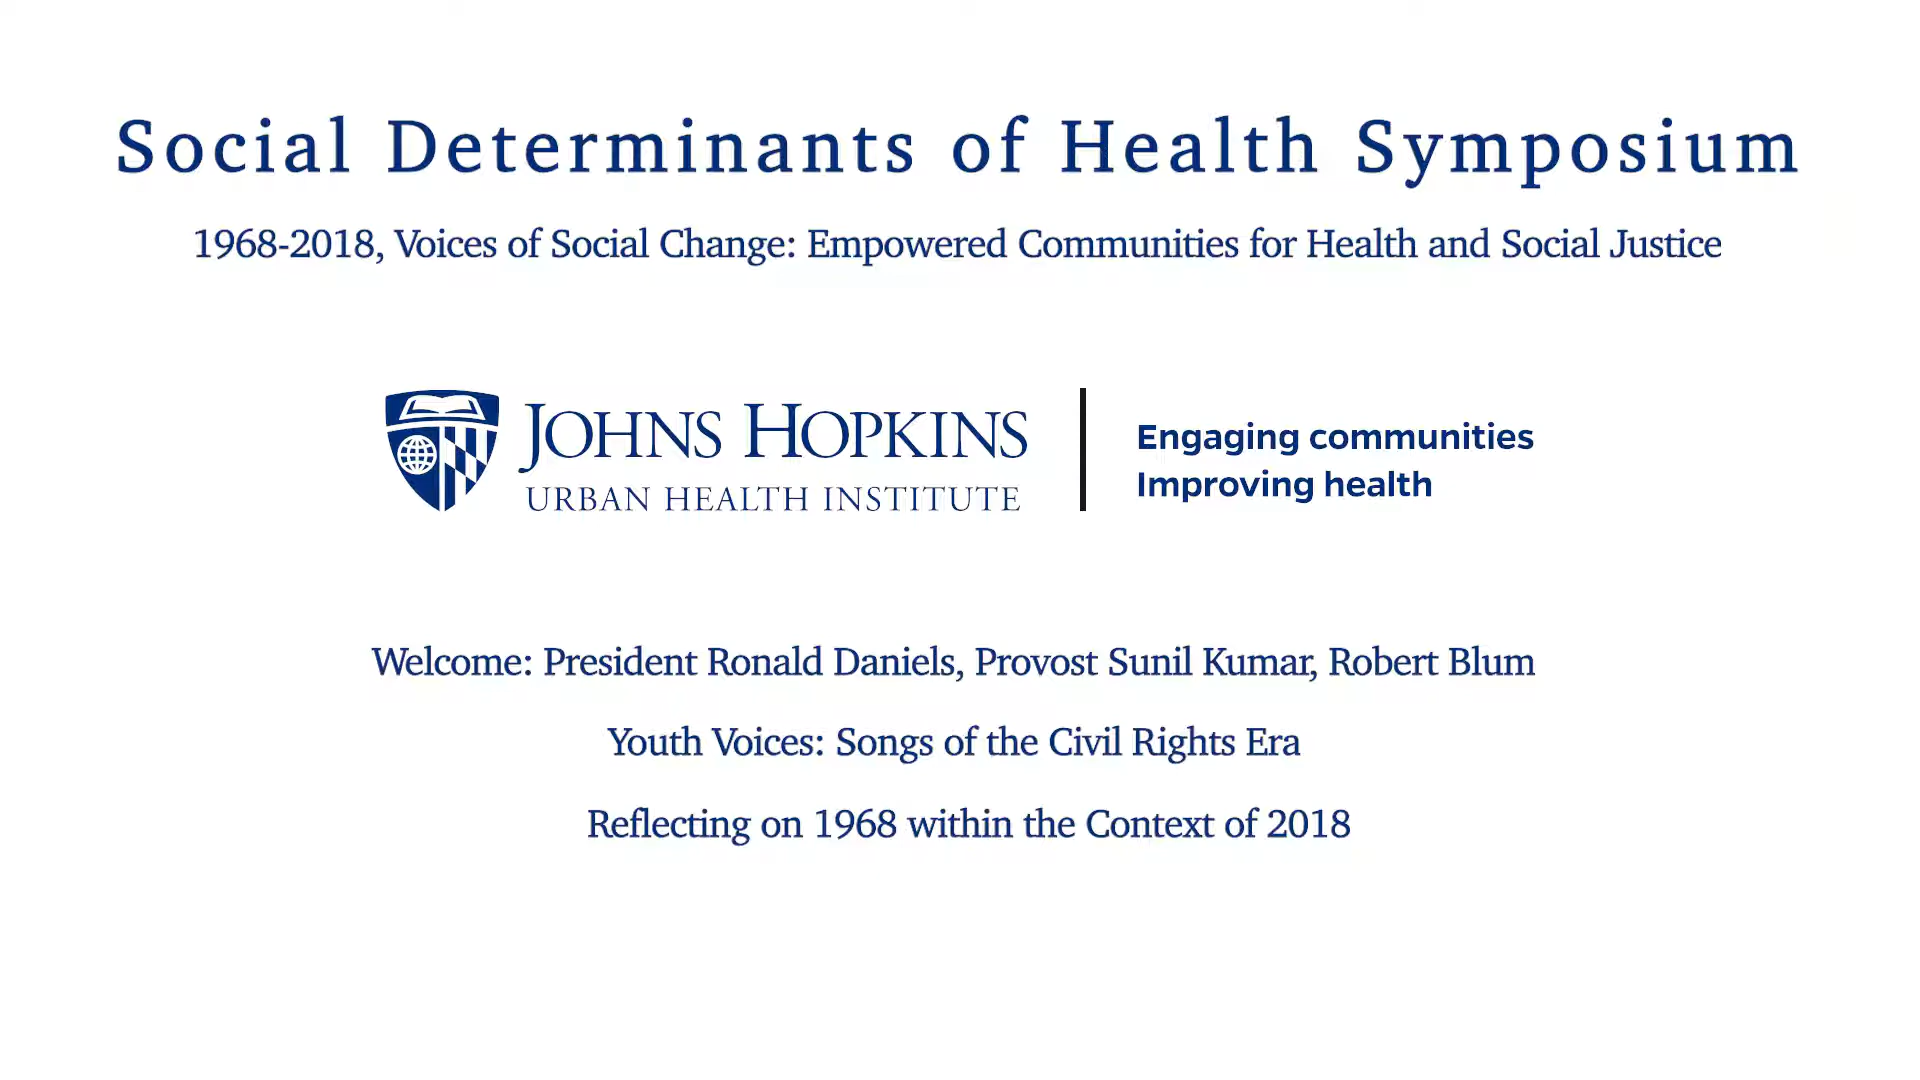 Social Determinants of Health Symposium
1968-2018, Voices of Social Change: Empowered Communities for Health and Social Justice
JOHNS HOPKINS
URBAN HEALTH INSTITUTE
Engaging communities
Improving health
Welcome: President Ronald Daniels, Provost Sunil Kumar, Robert Blum
Youth Voices: Songs of the Civil Rights Era
Reflecting on 1968 within the Context of 2018